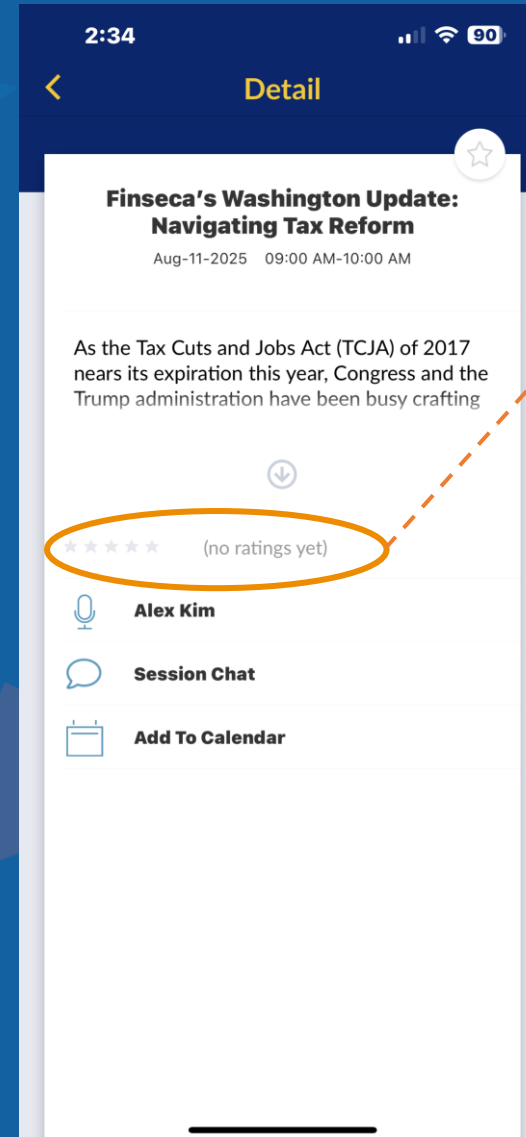 2:34
90
Detail
Finseca’s Washington Update:
Navigating Tax Reform
Aug-11-2025 09:00 AM-10:00 AM
As the Tax Cuts and Jobs Act (TCJA) of 2017
nears its expiration this year, Congress and the
Trump administration have been busy crafting
(no ratings yet)
Alex Kim
Session Chat
Add To Calendar